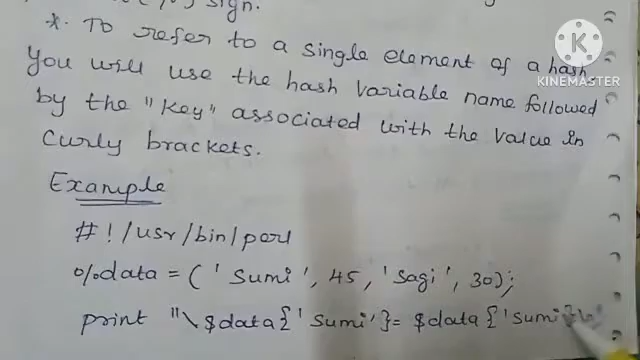 (%) sign.
* To refer to a single element of a hash
You will use the hash variable name followed
by the "Key" associated with the value in
Curly brackets.
Example
#!/usr/bin/perl
%data = ('Sumi', 45, 'Sagi', 30);
print "\$data{'Sumi'}= $data{'Sumi}\n
K
KINEMASTER